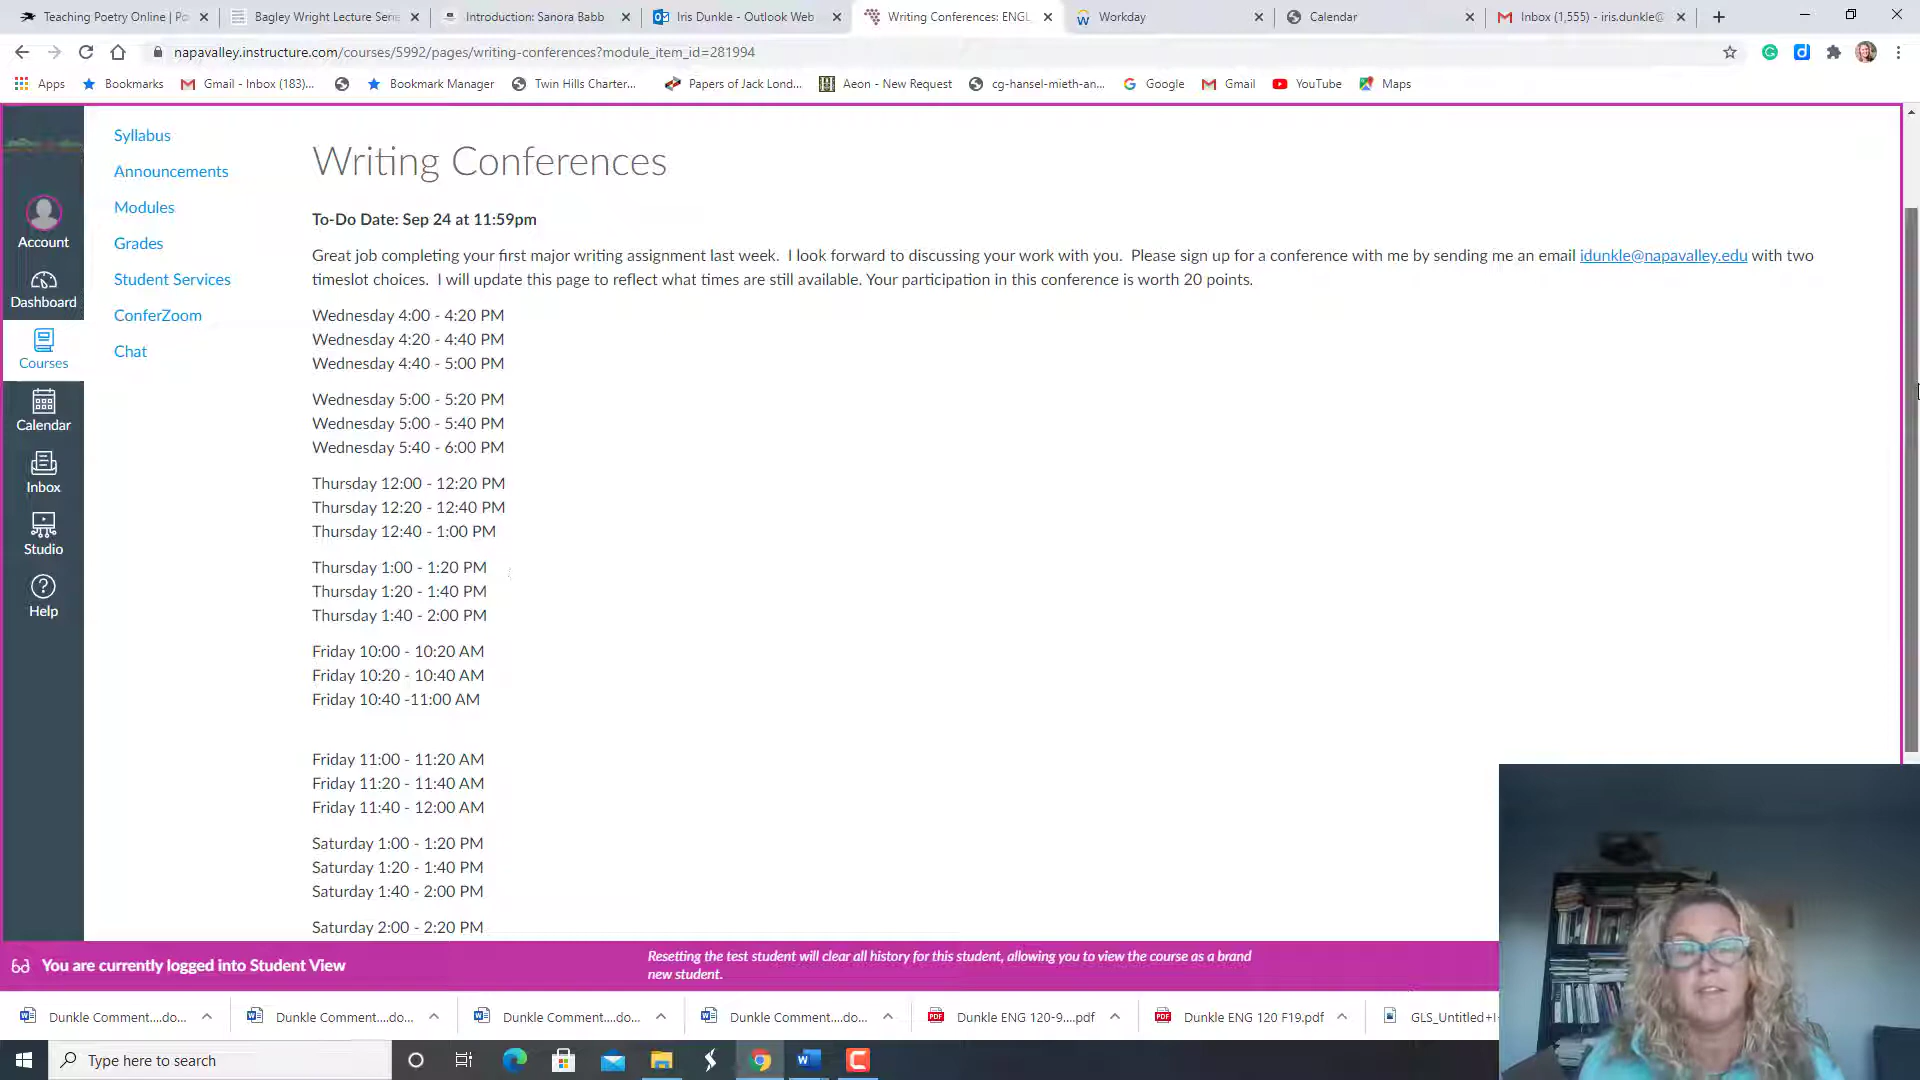 Teaching Poetry Online | Po
Bagley Wright Lecture Serie
Introduction: Sanora Babb
Iris Dunkle - Outlook Web
Writing Conferences: ENGL
Workday
Calendar
Inbox (1,555) - iris.dunkle@
napavalley.instructure.com/courses/5992/pages/writing-conferences?module_item_id=281994
Apps
Bookmarks
Gmail - Inbox (183)...
Bookmark Manager
Twin Hills Charter...
Papers of Jack Lond...
Aeon - New Request
cg-hansel-mieth-an...
Google
Gmail
YouTube
Maps
Account
Dashboard
Courses
Calendar
Inbox
Studio
Help
Syllabus
Announcements
Modules
Grades
Student Services
ConferZoom
Chat
Writing Conferences
To-Do Date: Sep 24 at 11:59pm
Great job completing your first major writing assignment last week. I look forward to discussing your work with you. Please sign up for a conference with me by sending me an email idunkle@napavalley.edu with two
timeslot choices. I will update this page to reflect what times are still available. Your participation in this conference is worth 20 points.
Wednesday 4:00 - 4:20 PM
Wednesday 4:20 - 4:40 PM
Wednesday 4:40 - 5:00 PM
Wednesday 5:00 - 5:20 PM
Wednesday 5:00 - 5:40 PM
Wednesday 5:40 - 6:00 PM
Thursday 12:00 - 12:20 PM
Thursday 12:20 - 12:40 PM
Thursday 12:40 - 1:00 PM
Thursday 1:00 - 1:20 PM
Thursday 1:20 - 1:40 PM
Thursday 1:40 - 2:00 PM
Friday 10:00 - 10:20 AM
Friday 10:20 - 10:40 AM
Friday 10:40 -11:00 AM
Friday 11:00 - 11:20 AM
Friday 11:20 - 11:40 AM
Friday 11:40 - 12:00 AM
Saturday 1:00 - 1:20 PM
Saturday 1:20 - 1:40 PM
Saturday 1:40 - 2:00 PM
Saturday 2:00 - 2:20 PM
You are currently logged into Student View
Resetting the test student will clear all history for this student, allowing you to view the course as a brand
new student.
Dunkle Comment....do...
Dunkle Comment....do...
Dunkle Comment....do...
Dunkle Comment....do...
Dunkle ENG 120-9....pdf
Dunkle ENG 120 F19.pdf
GLS_Untitled+I
Type here to search